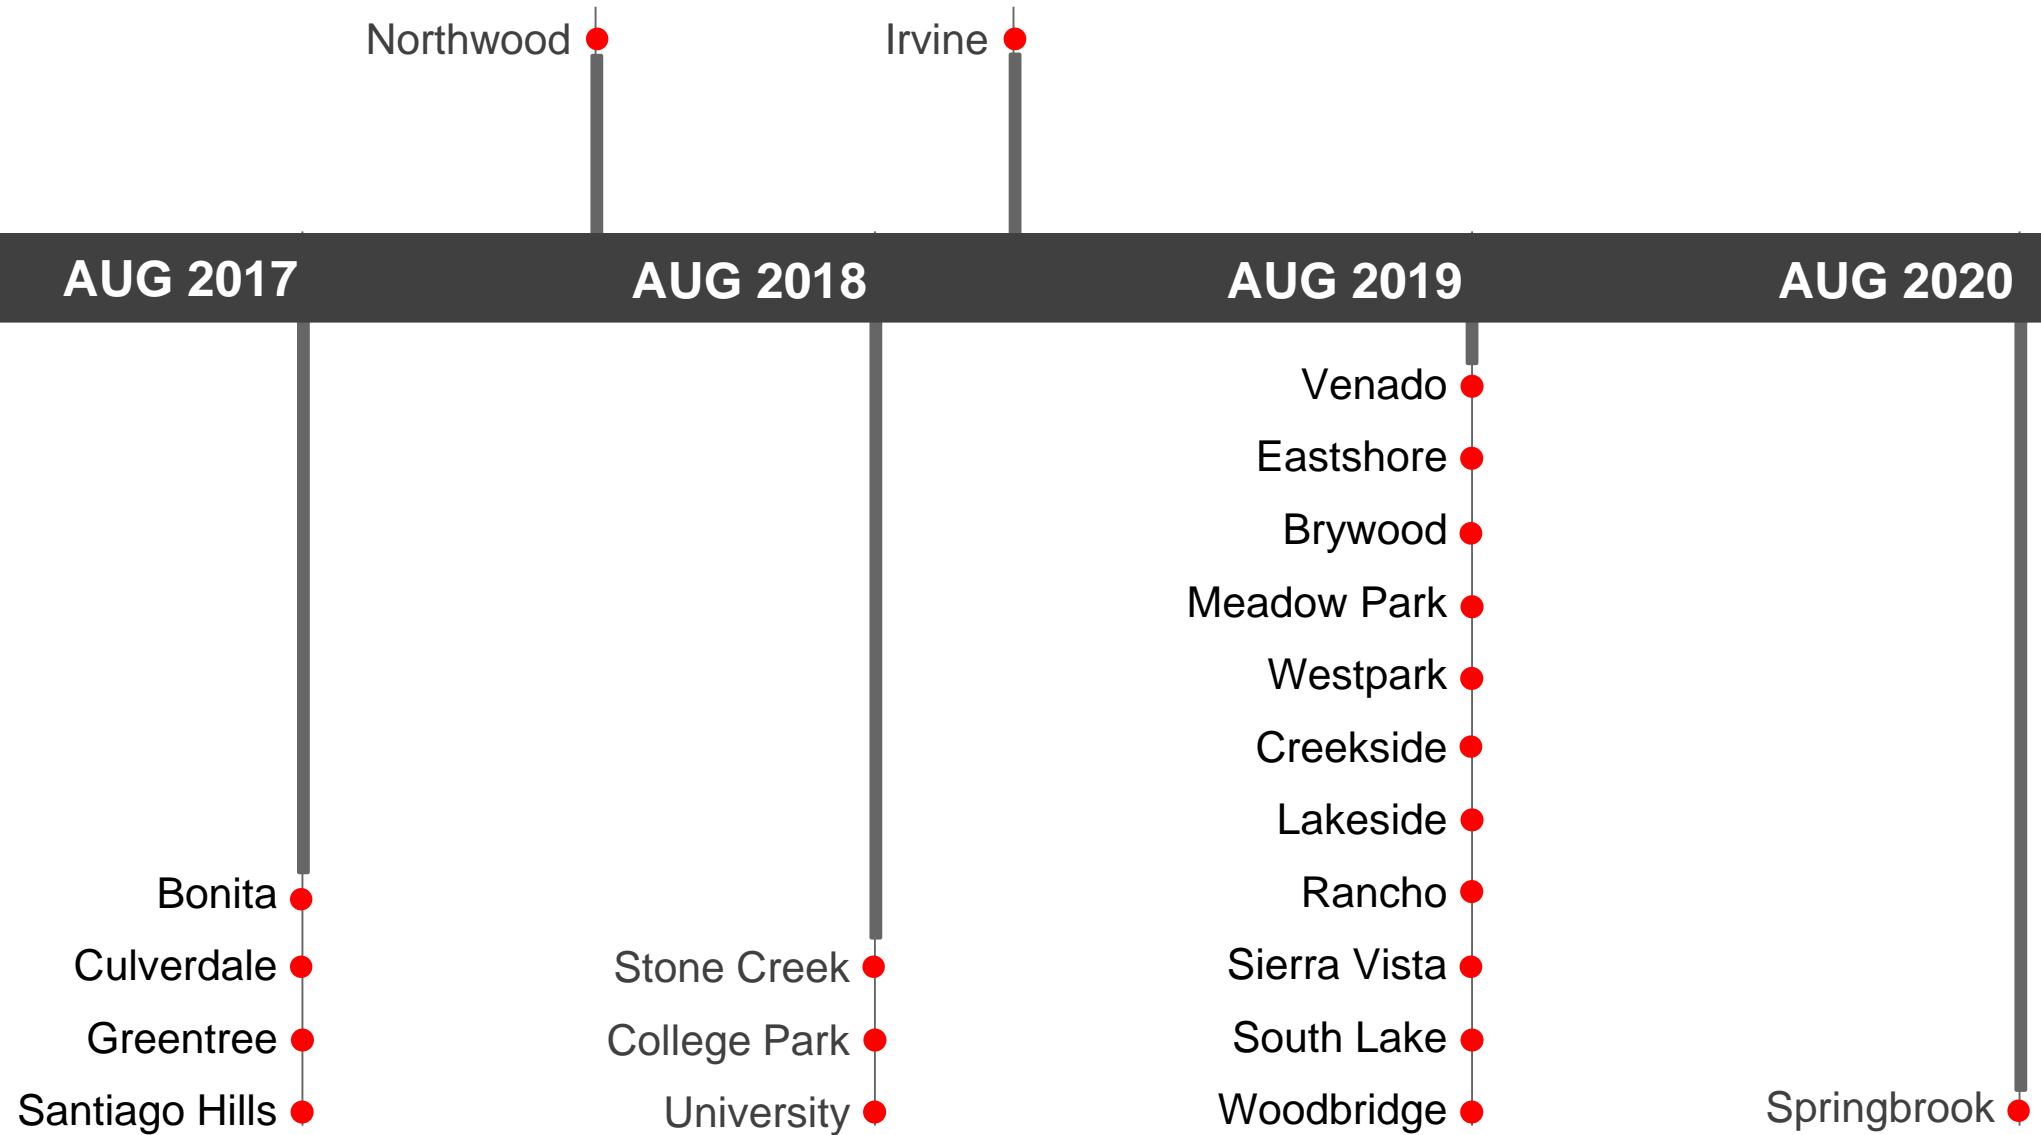 Northwood
Irvine
AUG 2017
AUG 2018
AUG 2019
AUG 2020
Bonita
Culverdale
Greentree
Santiago Hills
Stone Creek
College Park
University
Venado
Eastshore
Brywood
Meadow Park
Westpark
Creekside
Lakeside
Rancho
Sierra Vista
South Lake
Woodbridge
Springbrook